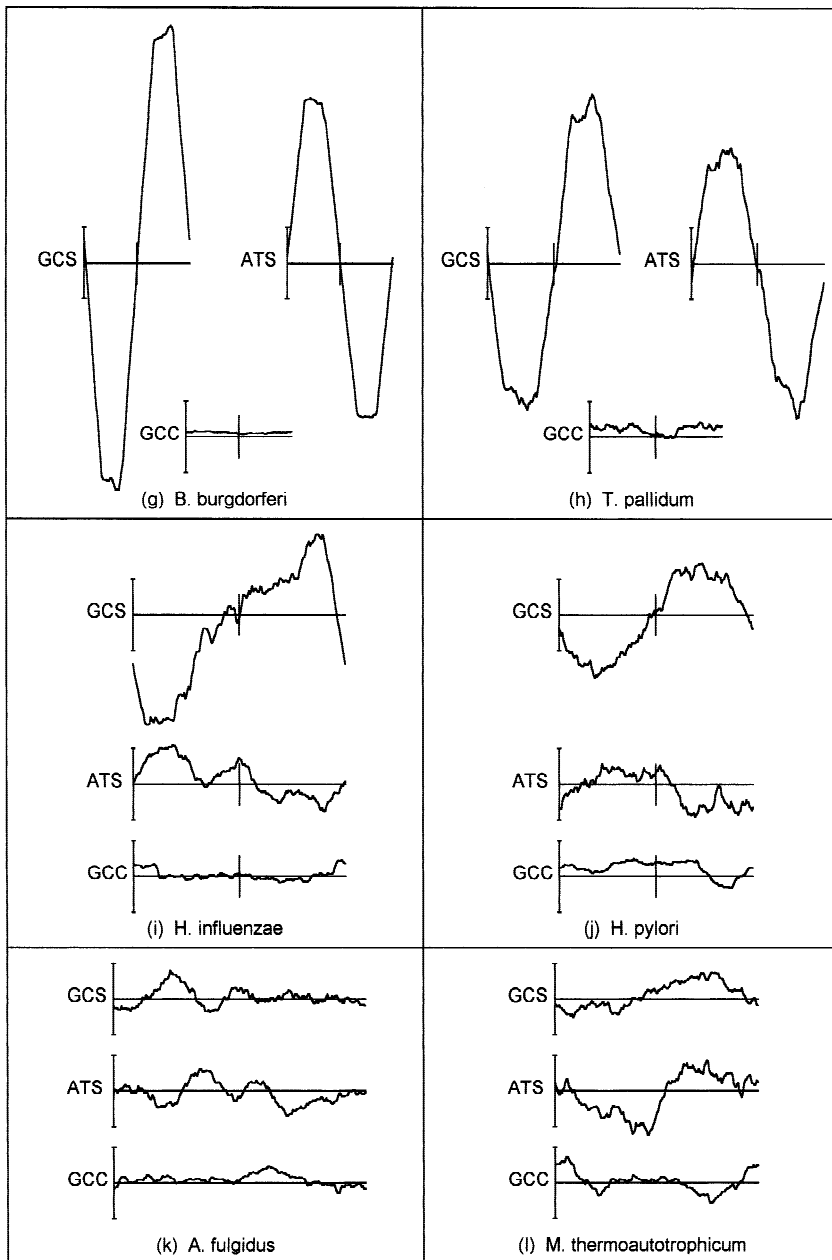 GCS
ATS
GCC
(g) B. burgdorferi
GCS
ATS
GCC
(h) T. pallidum
GCS
ATS
GCC
(i) H. influenzae
GCS
ATS
GCC
(j) H. pylori
GCS
ATS
GCC
(k) A. fulgidus
GCS
ATS
GCC
(l) M. thermoautotrophicum